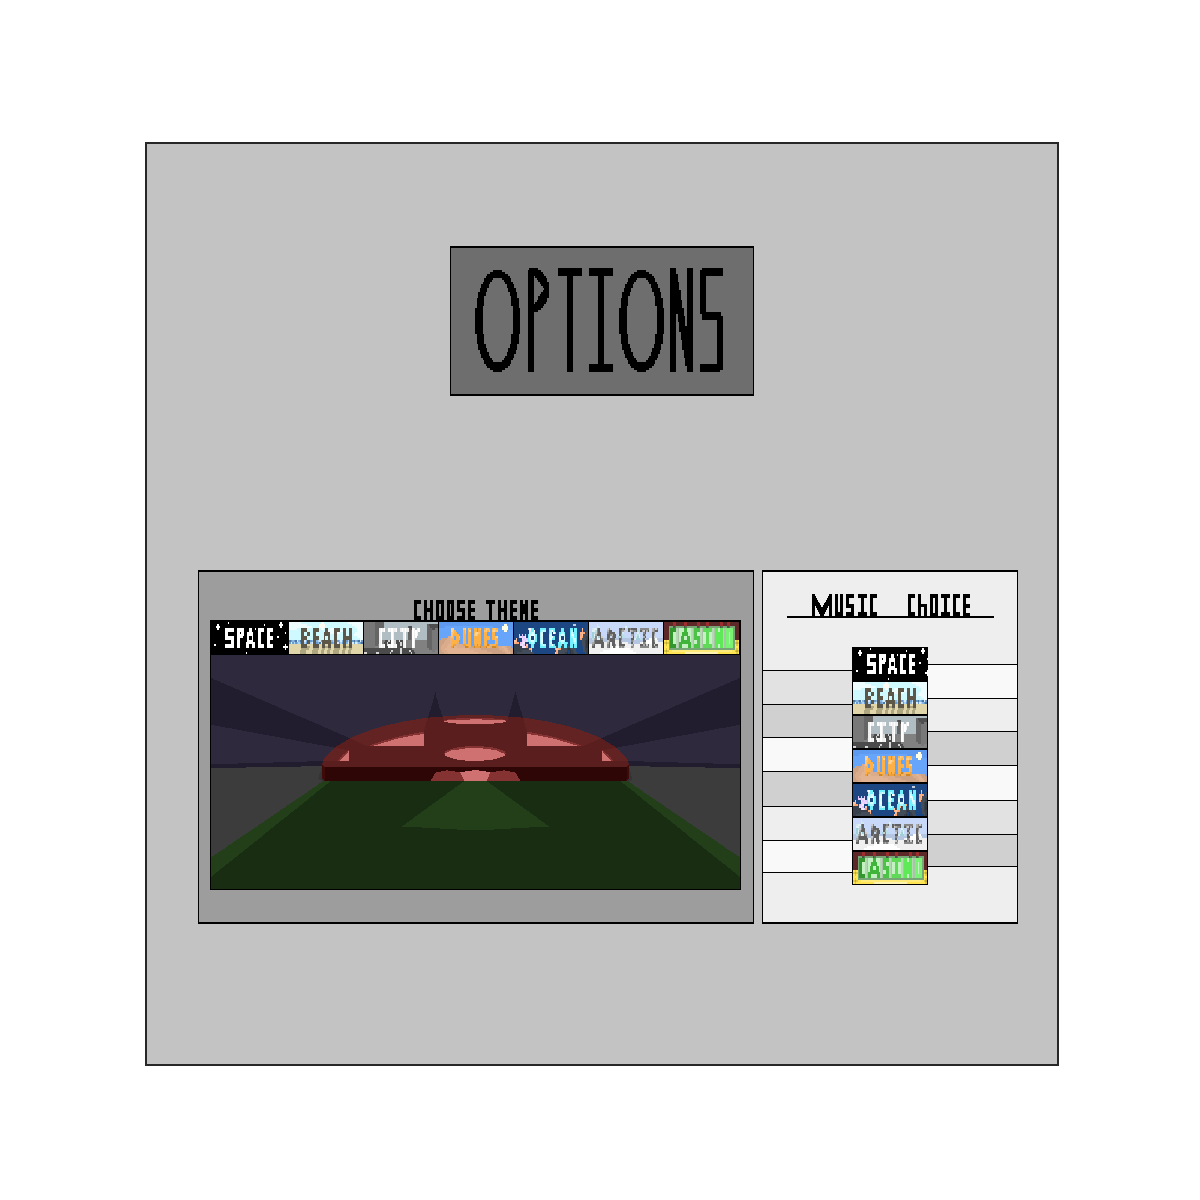 OPTIONS
CHOOSE THEME
SPACE BEACH CITY DUNES OCEAN ARCTIC CASINO
MUSIC ChOICE
SPACE
BEACH
CITY
DUNES
OCEAN
ARCTIC
CASINO